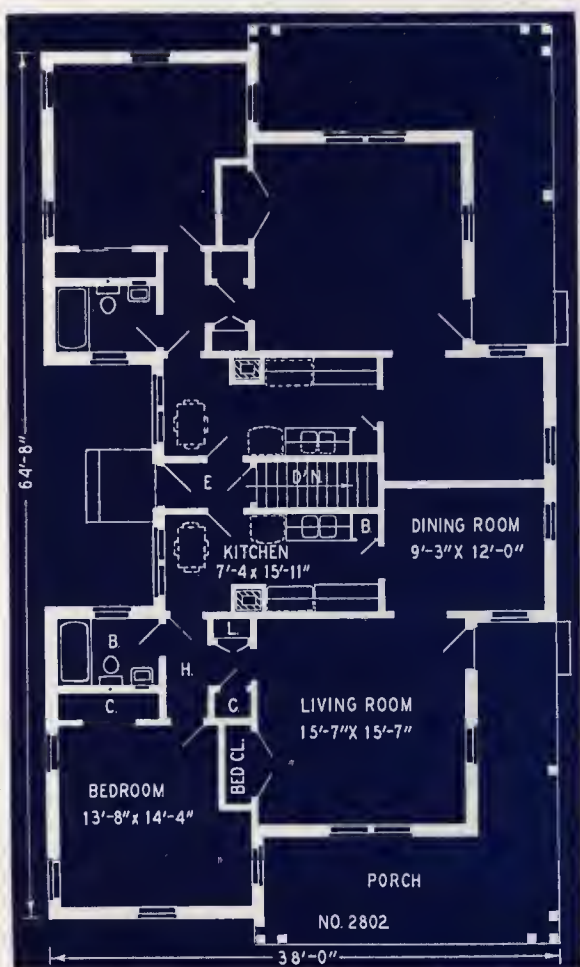 64'-8"
E
D'N.
B.
DINING ROOM
9'-3" X 12'-0"
KITCHEN
7'-4 x 15'-11"
L.
B.
H.
C.
C.
LIVING ROOM
15'-7" X 15'-7"
BED CL.
BEDROOM
13'-8" x 14'-4"
PORCH
NO. 2802
38'-0"